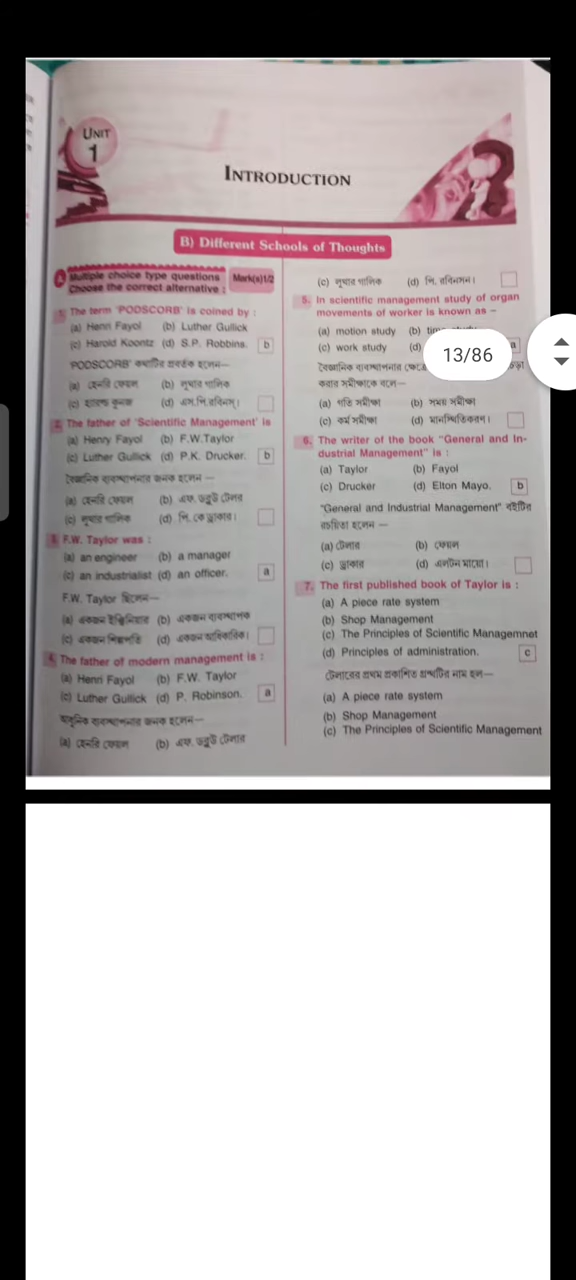 UNIT
1
INTRODUCTION
B) Different Schools of Thoughts
A Multiple choice type questions Mark(s)1/2
Choose the correct alternative :
1. The term 'PODSCORB' is coined by :
(a) Henri Fayol (b) Luther Gullick
(c) Harold Koontz (d) S.P. Robbins. b
'PODSCORB' কথাটির প্রবর্তক হলেন—
(a) হেনরি ফেয়ল (b) লুথার গালিক
(c) হারল্ড কুনজ (d) এস.পি.রবিনস্।
2. The father of 'Scientific Management' is
(a) Henry Fayol (b) F.W.Taylor
(c) Luther Gullick (d) P.K. Drucker. b
বৈজ্ঞানিক ব্যবস্থাপনার জনক হলেন —
(a) হেনরি ফেয়ল (b) এফ. ডব্লু টেলর
(c) লুথার গালিক (d) পি. কে ড্রাকার।
3. F.W. Taylor was :
(a) an engineer (b) a manager
(c) an industrialist (d) an officer. a
F.W. Taylor ছিলেন—
(a) একজন ইঞ্জিনিয়ার (b) একজন ব্যবস্থাপক
(c) একজন শিল্পপতি (d) একজন আধিকারিক।
4. The father of modern management is :
(a) Henri Fayol (b) F.W. Taylor
(c) Luther Gullick (d) P. Robinson. a
আধুনিক ব্যবস্থাপনার জনক হলেন—
(a) হেনরি ফেয়ল (b) এফ. ডব্লু টেলার
(c) লুথার গালিক (d) পি. রবিনসন।
5. In scientific management study of organ
movements of worker is known as –
(a) motion study (b)
(c) work study (d) a
বৈজ্ঞানিক ব্যবস্থাপনার
করার সমীক্ষাকে বলে—
(a) গতি সমীক্ষা (b) সময় সমীক্ষা
(c) কর্ম সমীক্ষা (d) মানস্থিতিকরণ।
6. The writer of the book "General and In-
dustrial Management" is :
(a) Taylor (b) Fayol
(c) Drucker (d) Elton Mayo. b
"General and Industrial Management" বইটির
রচয়িতা হলেন —
(a) টেলার (b) ফেয়ল
(c) ড্রাকার (d) এলটন মায়ো।
7. The first published book of Taylor is :
(a) A piece rate system
(b) Shop Management
(c) The Principles of Scientific Managemnet
(d) Principles of administration. c
টেলারের প্রথম প্রকাশিত গ্রন্থটির নাম হল—
(a) A piece rate system
(b) Shop Management
(c) The Principles of Scientific Management
13/86